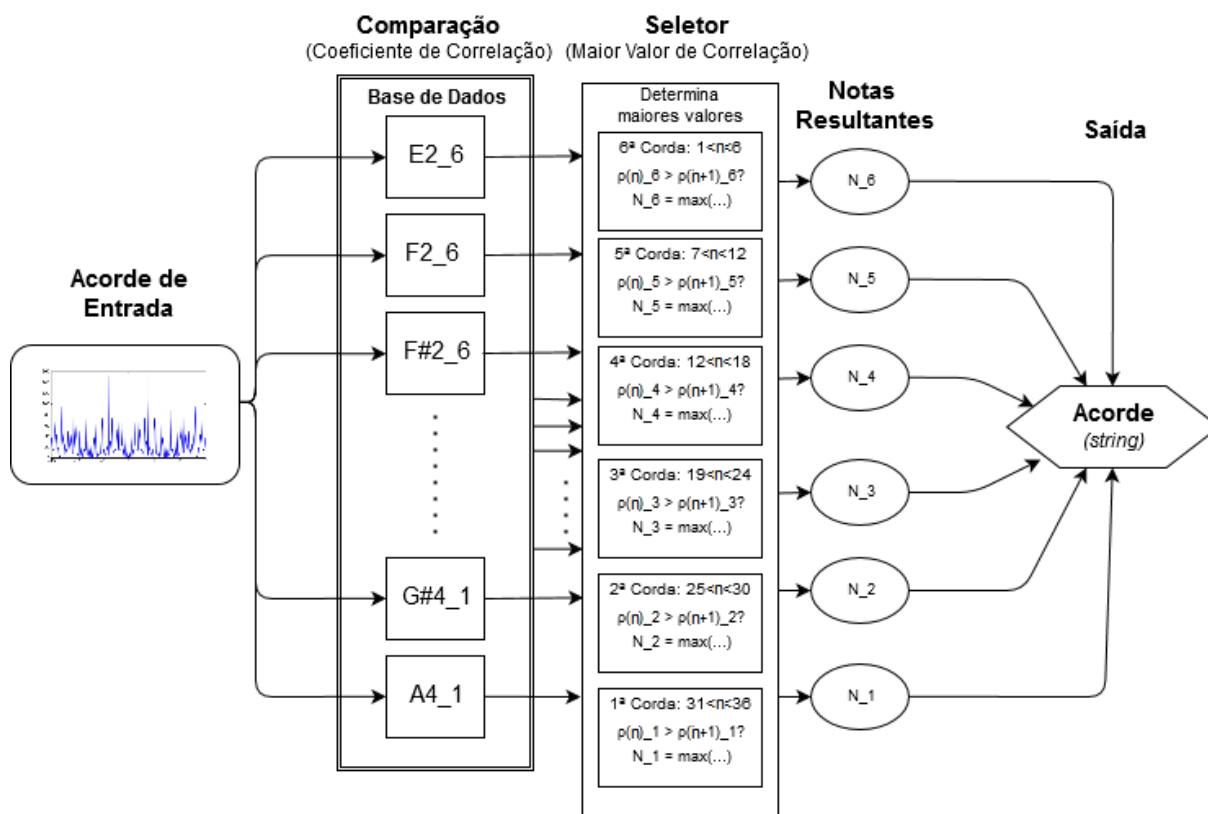 Comparação
(Coeficiente de Correlação)
Seletor
(Maior Valor de Correlação)
Base de Dados
Determina
maiores valores
Notas
Resultantes
Saída
Acorde de
Entrada
E2_6
F2_6
F#2_6
G#4_1
A4_1
6ª Corda: 1<n<6
ρ(n)_6 > ρ(n+1)_6?
N_6 = max(...)
5ª Corda: 7<n<12
ρ(n)_5 > ρ(n+1)_5?
N_5 = max(...)
4ª Corda: 12<n<18
ρ(n)_4 > ρ(n+1)_4?
N_4 = max(...)
3ª Corda: 19<n<24
ρ(n)_3 > ρ(n+1)_3?
N_3 = max(...)
2ª Corda: 25<n<30
ρ(n)_2 > ρ(n+1)_2?
N_2 = max(...)
1ª Corda: 31<n<36
ρ(n)_1 > ρ(n+1)_1?
N_1 = max(...)
N_6
N_5
N_4
N_3
N_2
N_1
Acorde
(string)